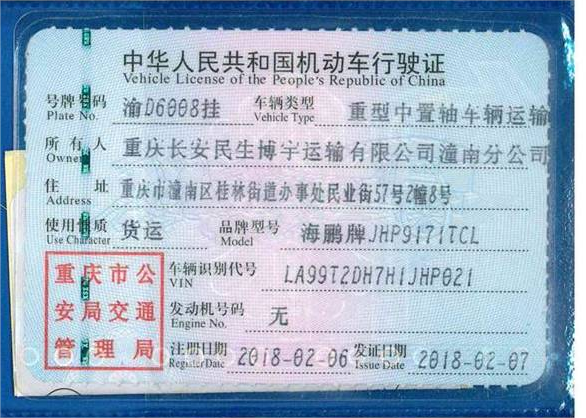 中华人民共和国机动车行驶证
Vehicle License of the People's Republic of China
号牌号码 Plate No. 渝D6008挂 车辆类型 Vehicle Type 重型中置轴车辆运输
所有人 Owner 重庆长安民生博宇运输有限公司潼南分公司
住址 Address 重庆市潼南区桂林街道办事处民业街57号2幢8号
使用性质 Use Character 货运 品牌型号 Model 海鹏牌JHP9171TCL
车辆识别代号 VIN LA99T2DH7H1JHP021
发动机号码 Engine No. 无
注册日期 Register Date 2018-02-06 发证日期 Issue Date 2018-02-07
重庆市公
安局交通
管理局